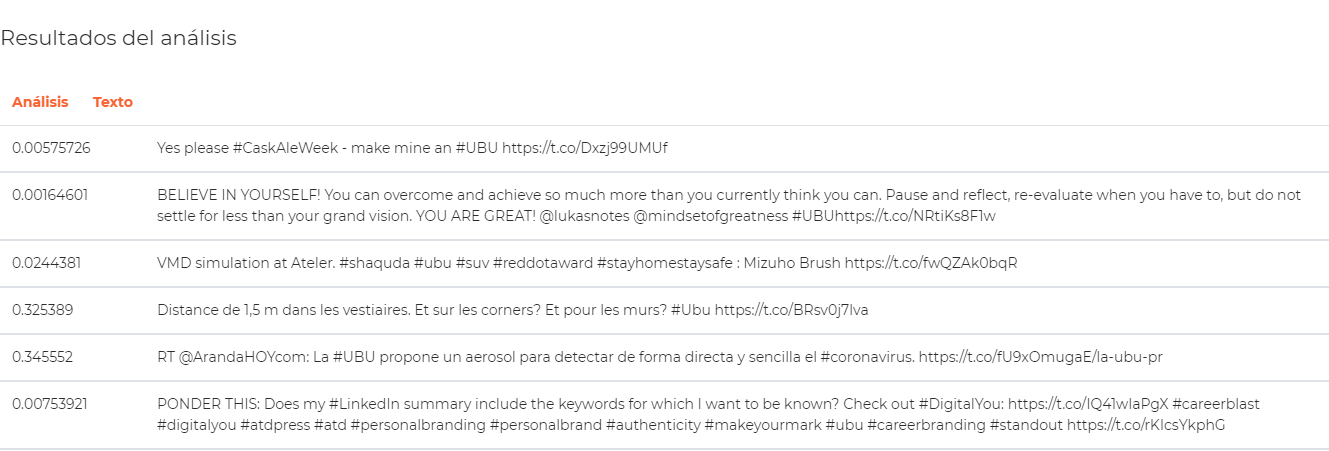 Resultados del análisis
Análisis Texto
0.00575726 Yes please #CaskAleWeek - make mine an #UBU https://t.co/Dxzj99UMUf
0.00164601 BELIEVE IN YOURSELF! You can overcome and achieve so much more than you currently think you can. Pause and reflect, re-evaluate when you have to, but do not
settle for less than your grand vision. YOU ARE GREAT! @lukasnotes @mindsetofgreatness #UBUhttps://t.co/NRtiKs8F1w
0.0244381 VMD simulation at Ateler. #shaquda #ubu #suv #reddotaward #stayhomestaysafe : Mizuho Brush https://t.co/fwQZAk0bqR
0.325389 Distance de 1,5 m dans les vestiaires. Et sur les corners? Et pour les murs? #Ubu https://t.co/BRsv0j7lva
0.345552 RT @ArandaHOYcom: La #UBU propone un aerosol para detectar de forma directa y sencilla el #coronavirus. https://t.co/fU9xOmugaE/la-ubu-pr
0.00753921 PONDER THIS: Does my #LinkedIn summary include the keywords for which I want to be known? Check out #DigitalYou: https://t.co/IQ41wIaPgX #careerblast
#digitalyou #atdpress #atd #personalbranding #personalbrand #authenticity #makeyourmark #ubu #careerbranding #standout https://t.co/rKlcsYkphG